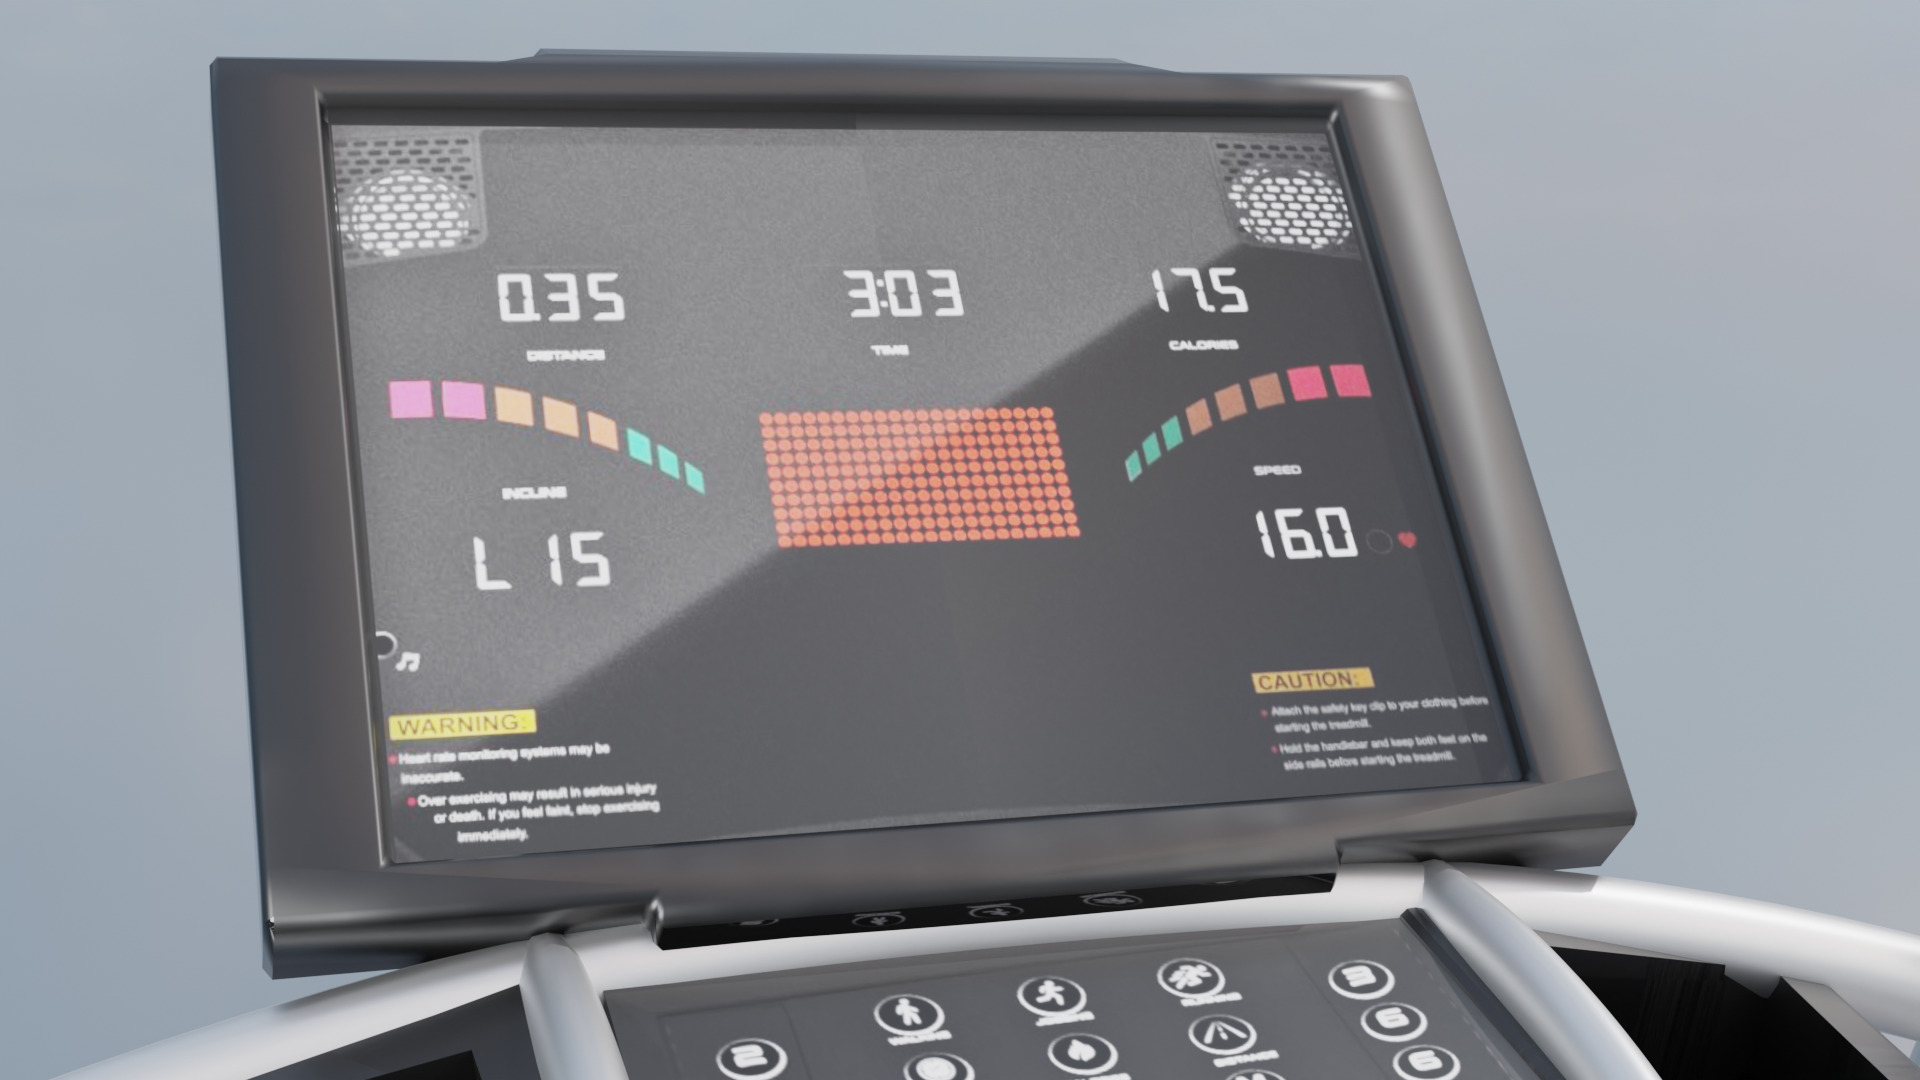 0.35
3:03
17.5
DISTANCE
TIME
CALORIES
INCLINE
SPEED
L 15
16.0
WARNING:
Heart rate monitoring systems may be
inaccurate.
Over exercising may result in serious injury
or death. If you feel faint, stop exercising
immediately.
CAUTION:
Attach the safety key clip to your clothing before
starting the treadmill.
Hold the handlebar and keep both feet on the
side rails before starting the treadmill.
WALKING
RUNNING
DISTANCE